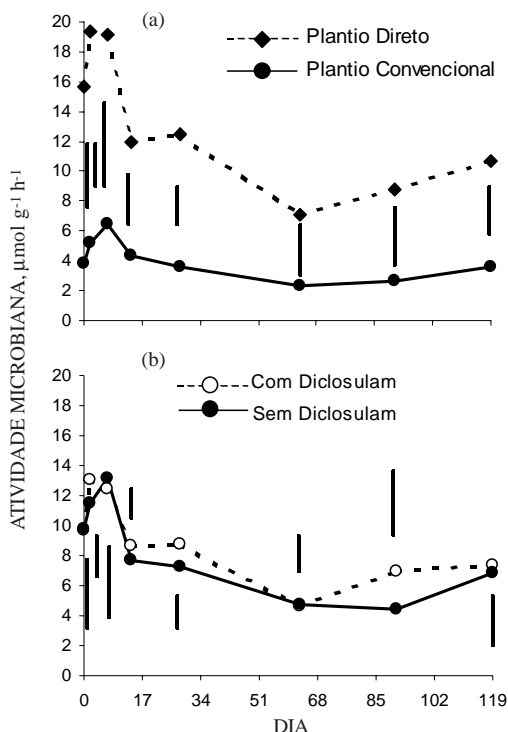 (a)
Plantio Direto
Plantio Convencional
20
18
16
14
12
10
8
6
4
2
0
ATIVIDADE MICROBIANA, µmol g⁻¹ h⁻¹
(b)
Com Diclosulam
Sem Diclosulam
20
18
16
14
12
10
8
6
4
2
0
0 17 34 51 68 85 102 119
DIA